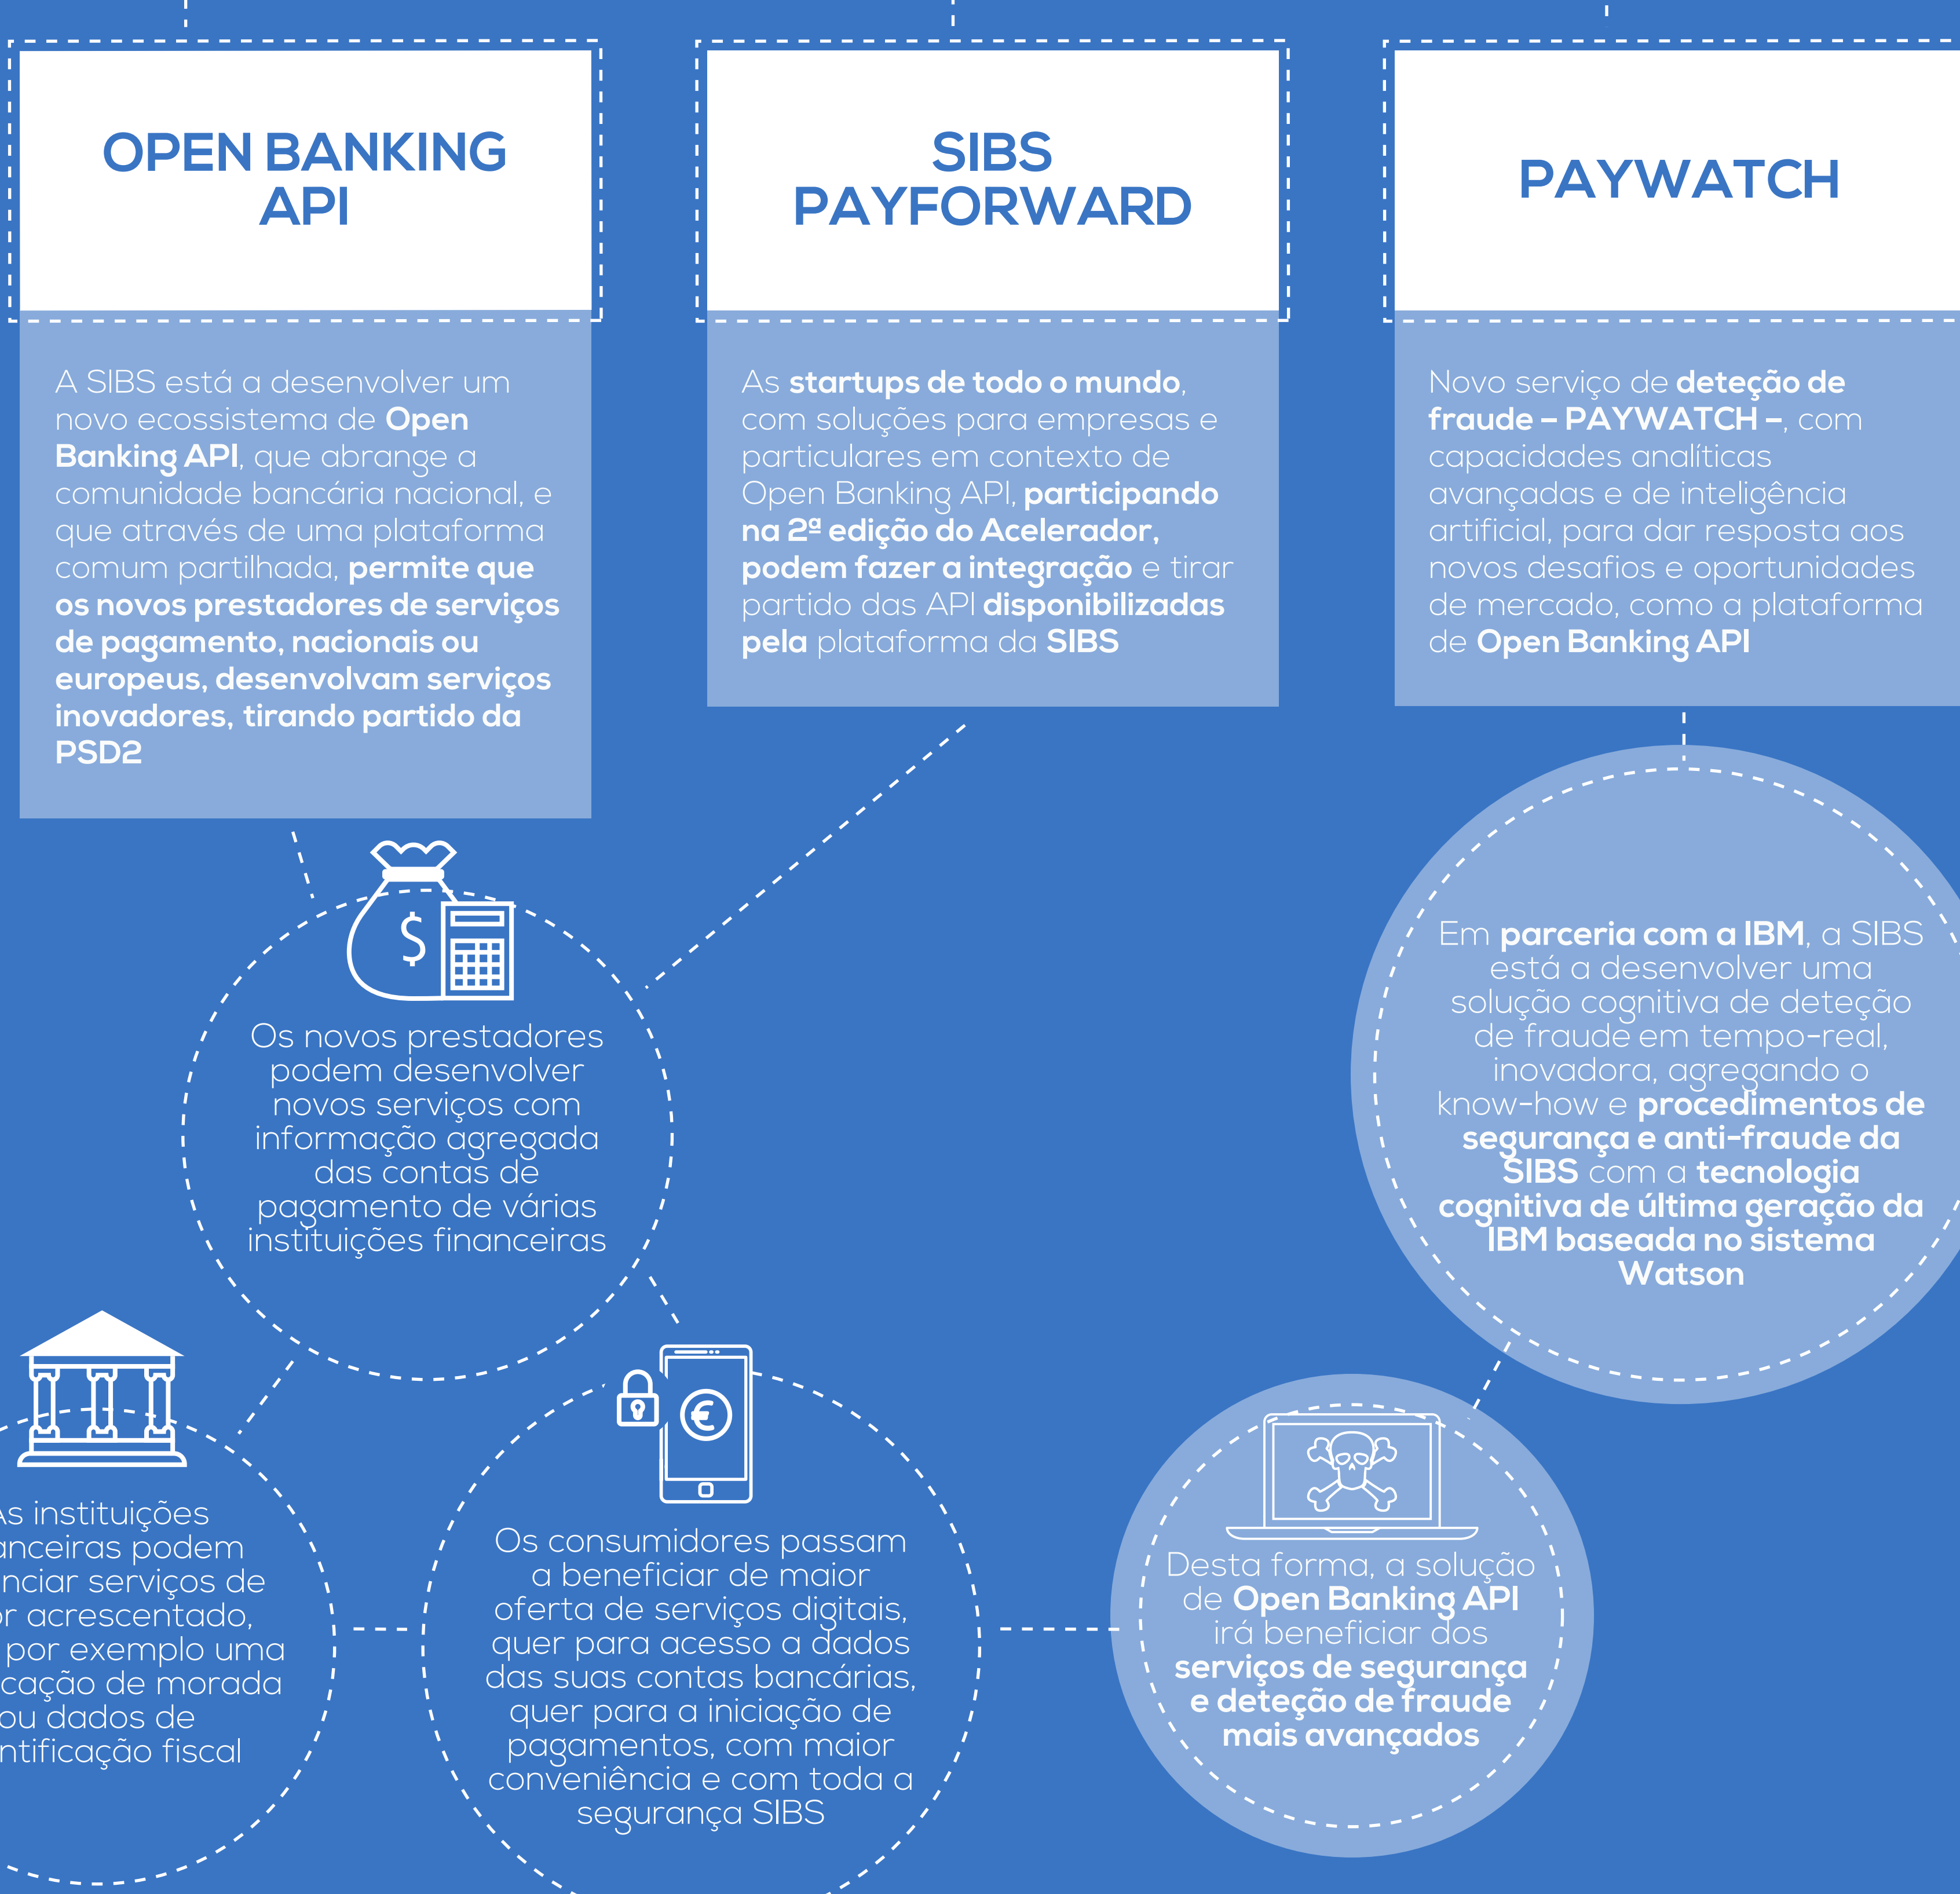 OPEN BANKING
API
A SIBS está a desenvolver um
novo ecossistema de Open
Banking API, que abrange a
comunidade bancária nacional, e
que através de uma plataforma
comum partilhada, permite que
os novos prestadores de serviços
de pagamento, nacionais ou
europeus, desenvolvam serviços
inovadores, tirando partido da
PSD2
SIBS
PAYFORWARD
As startups de todo o mundo,
com soluções para empresas e
particulares em contexto de
Open Banking API, participando
na 2ª edição do Acelerador,
podem fazer a integração e tirar
partido das API disponibilizadas
pela plataforma da SIBS
PAYWATCH
Novo serviço de deteção de
fraude – PAYWATCH –, com
capacidades analíticas
avançadas e de inteligência
artificial, para dar resposta aos
novos desafios e oportunidades
de mercado, como a plataforma
de Open Banking API
$
Os novos prestadores
podem desenvolver
novos serviços com
informação agregada
das contas de
pagamento de várias
instituições financeiras
Em parceria com a IBM, a SIBS
está a desenvolver uma
solução cognitiva de deteção
de fraude em tempo-real,
inovadora, agregando o
know-how e procedimentos de
segurança e anti-fraude da
SIBS com a tecnologia
cognitiva de última geração da
IBM baseada no sistema
Watson
As instituições
anceiras podem
nciar serviços de
r acrescentado,
por exemplo uma
cação de morada
ou dados de
ntificação fiscal
€
Os consumidores passam
a beneficiar de maior
oferta de serviços digitais,
quer para acesso a dados
das suas contas bancárias,
quer para a iniciação de
pagamentos, com maior
conveniência e com toda a
segurança SIBS
Desta forma, a solução
de Open Banking API
irá beneficiar dos
serviços de segurança
e deteção de fraude
mais avançados